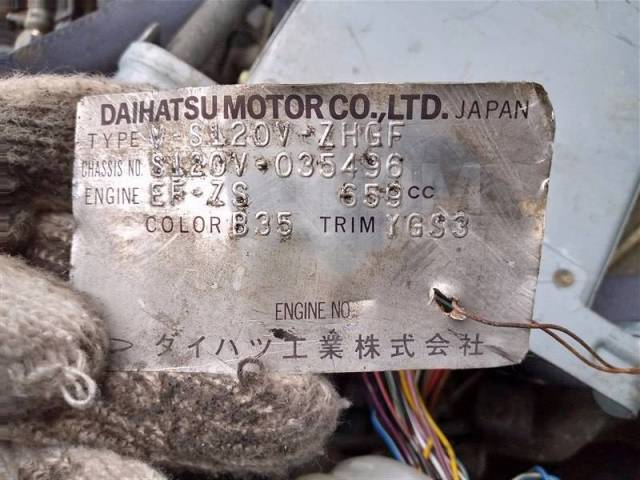 DAIHATSU MOTOR CO., LTD. JAPAN
TYPE V-S120V-ZHGF
CHASSIS NO. S120V-035496
ENGINE EF-ZS 659 CC
COLOR B35 TRIM YGS3
ENGINE NO.
ダイハツ工業株式会社